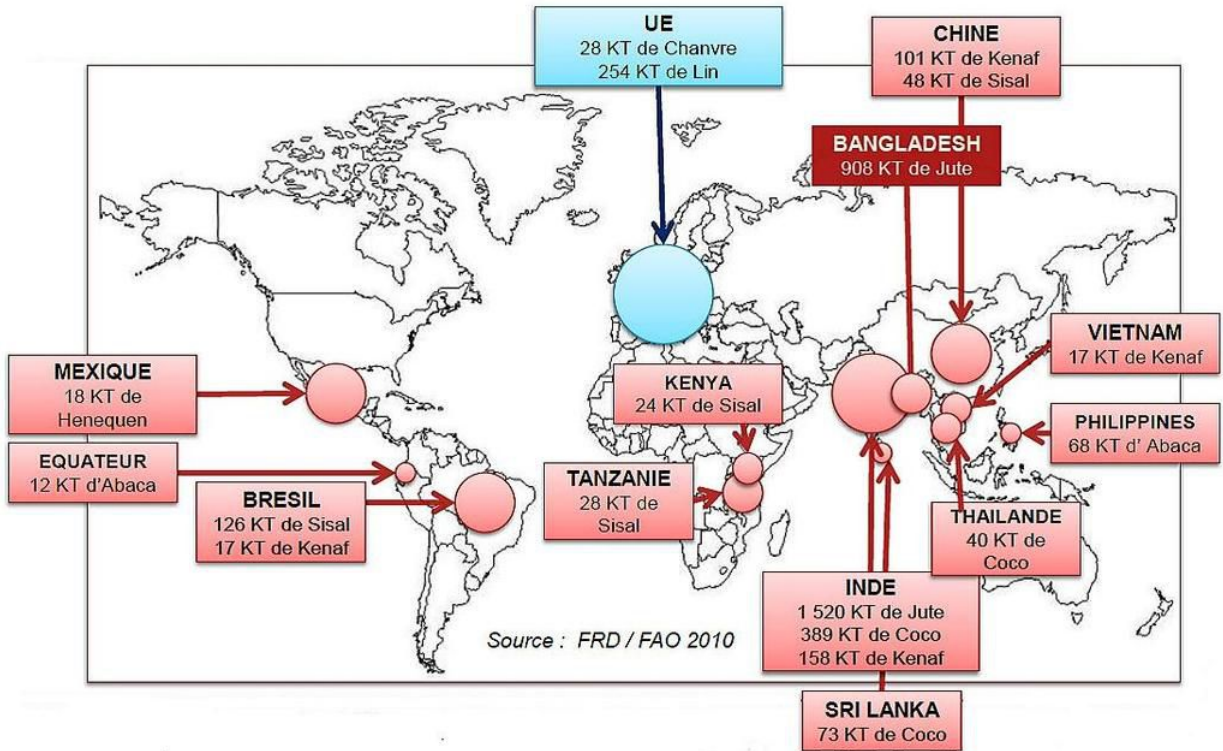 UE
28 KT de Chanvre
254 KT de Lin
CHINE
101 KT de Kenaf
48 KT de Sisal
BANGLADESH
908 KT de Jute
VIETNAM
17 KT de Kenaf
MEXIQUE
18 KT de
Henequen
KENYA
24 KT de Sisal
PHILIPPINES
68 KT d' Abaca
EQUATEUR
12 KT d'Abaca
BRESIL
126 KT de Sisal
17 KT de Kenaf
TANZANIE
28 KT de
Sisal
THAILANDE
40 KT de
Coco
INDE
1 520 KT de Jute
389 KT de Coco
158 KT de Kenaf
Source : FRD / FAO 2010
SRI LANKA
73 KT de Coco